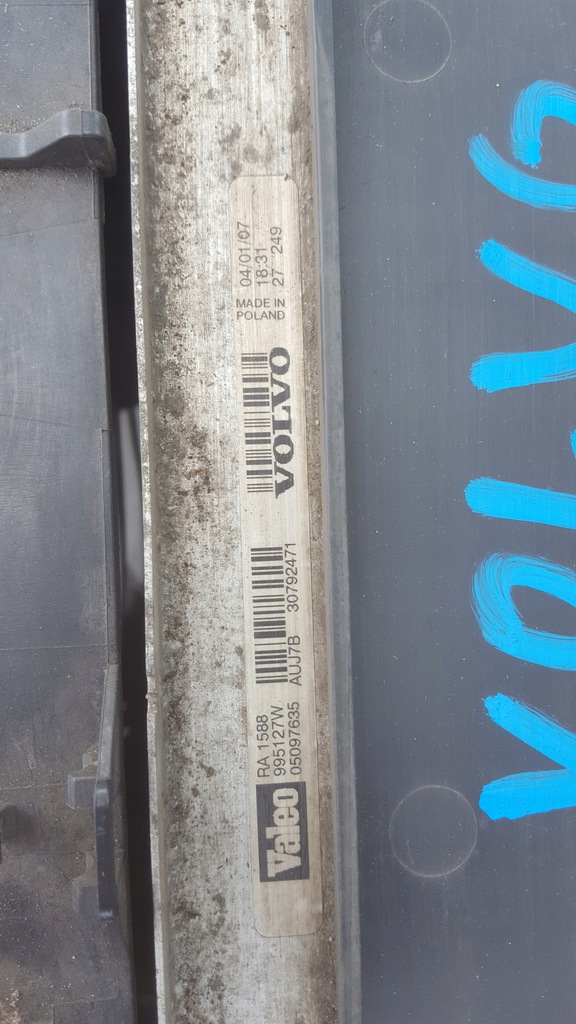 Valeo
RA 1588
995127W
05097635
AUJ7B 30792471
VOLVO
MADE IN
POLAND
04/01/07
18:31
27 249
VOLVO